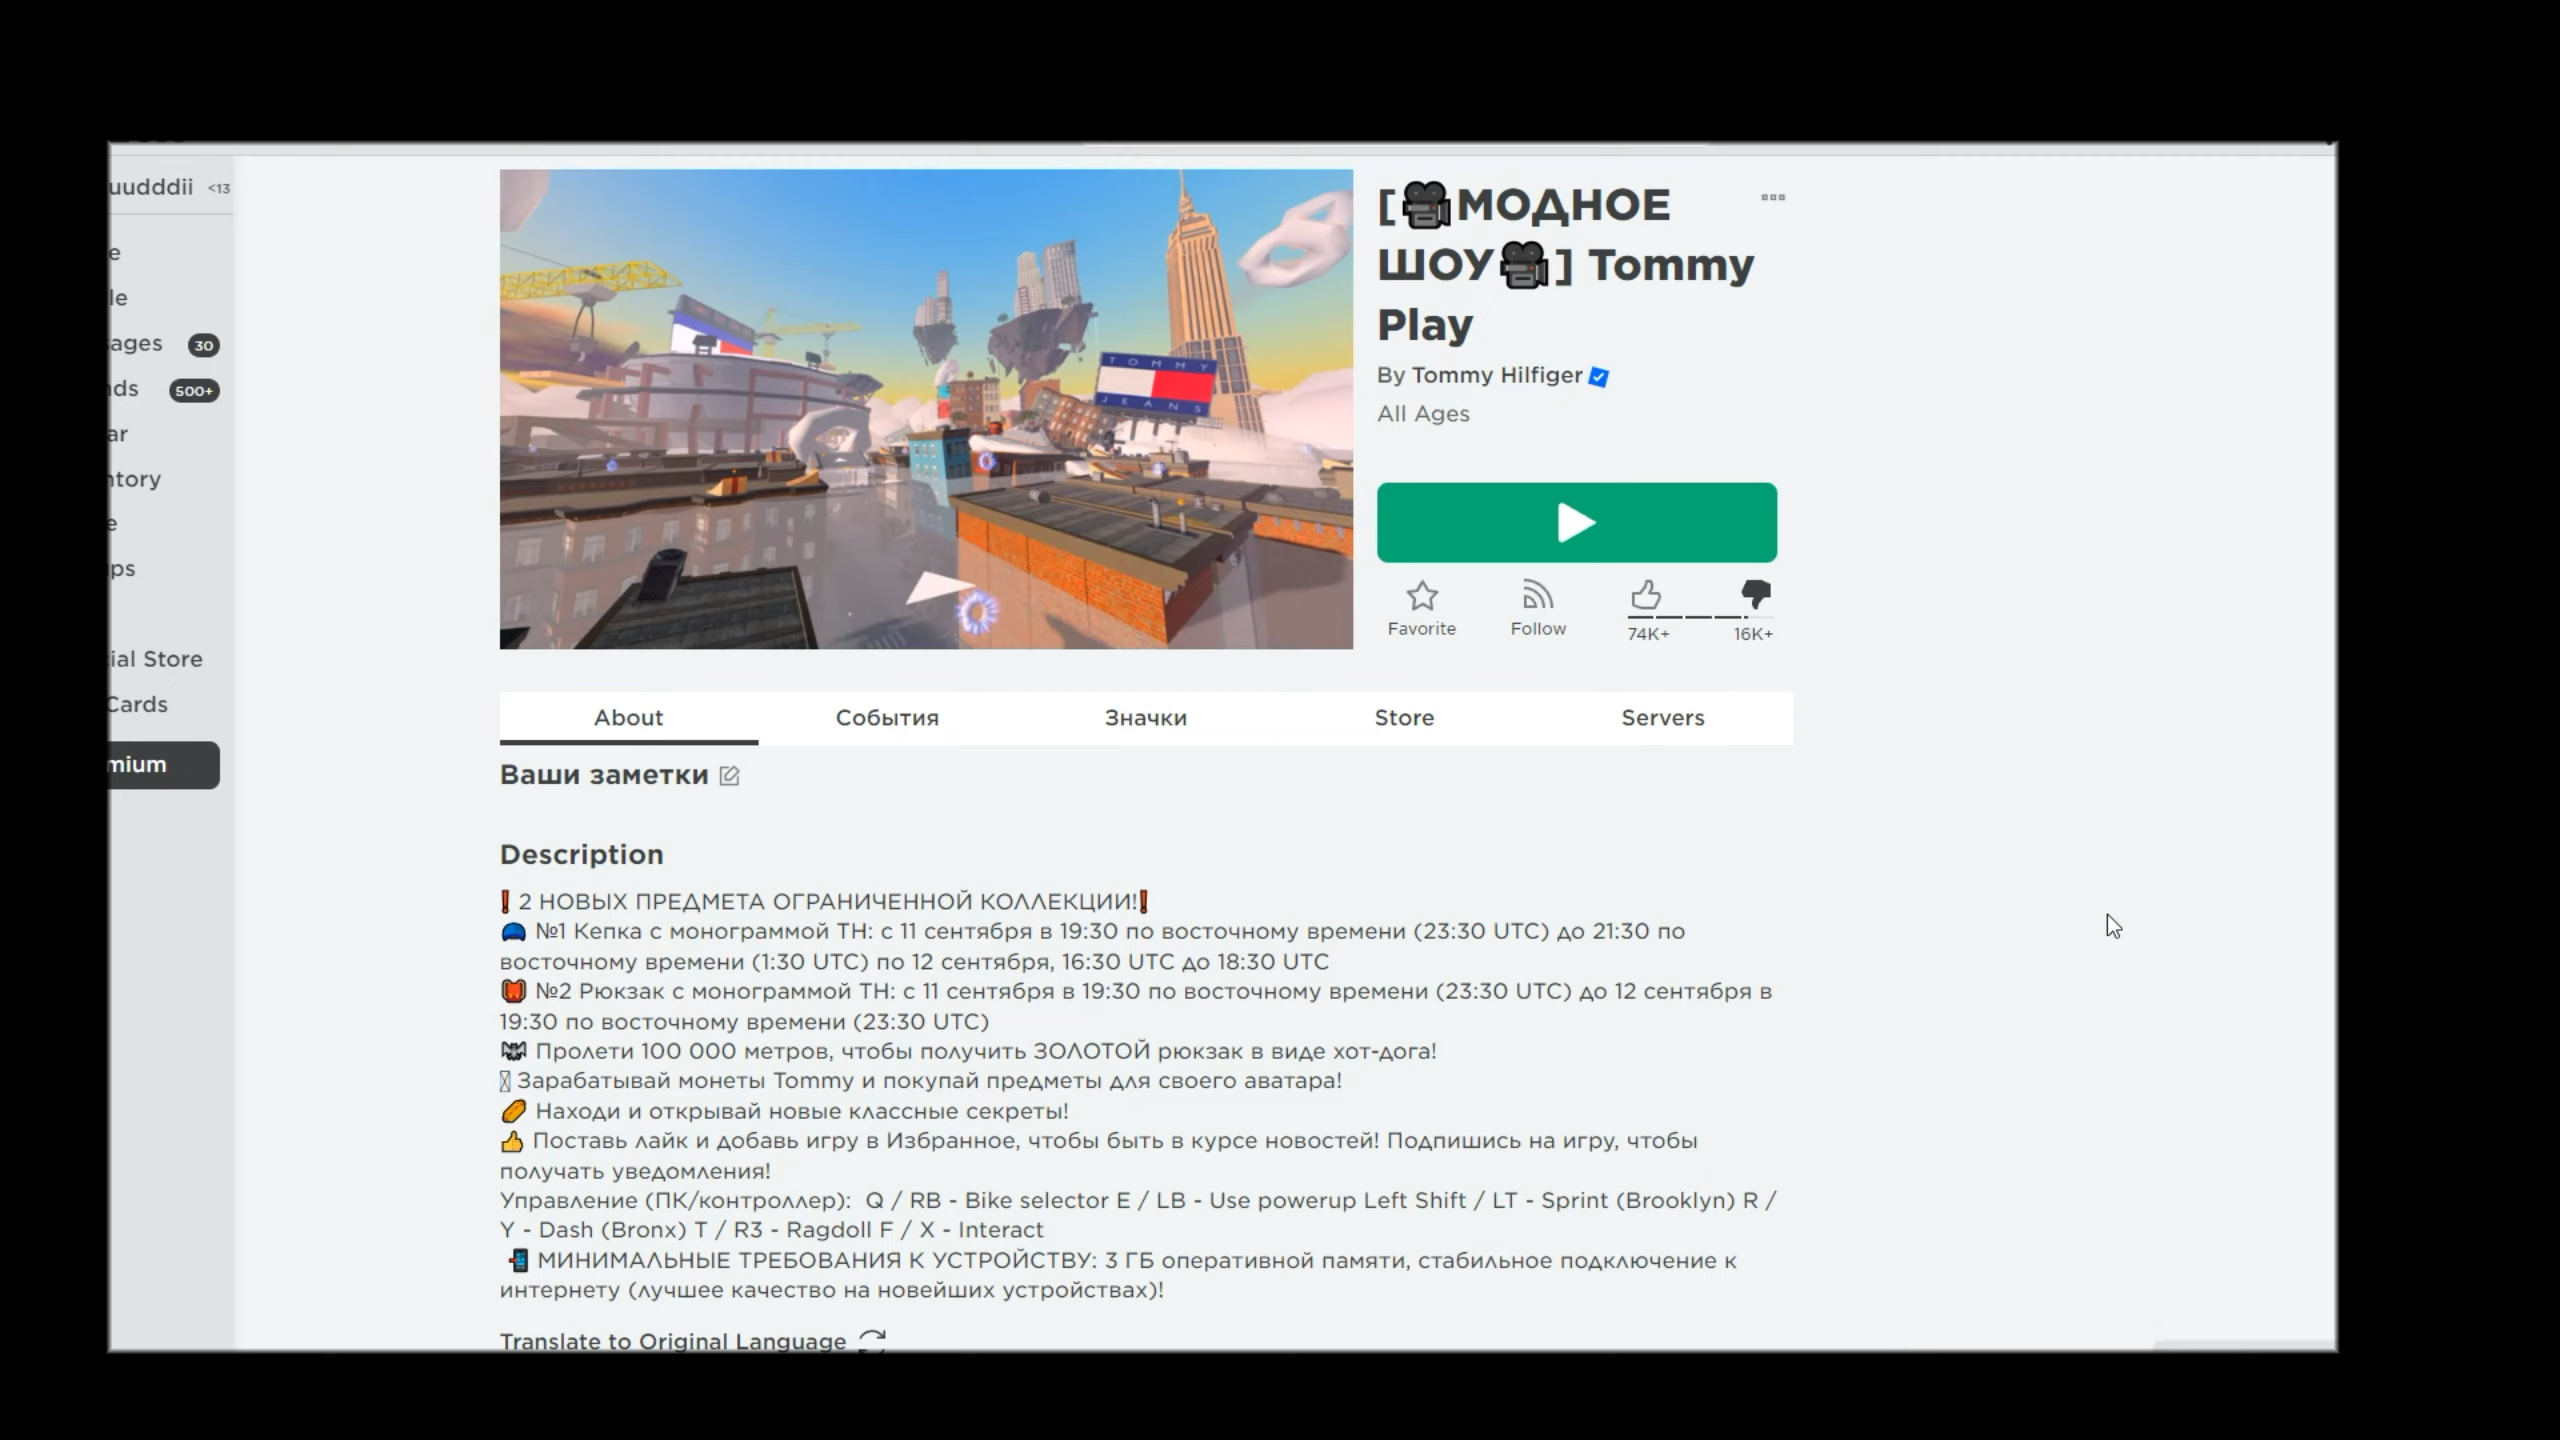 uudddii <13
[🎥МОДНОЕ
ШОУ🎥] Tommy
Play
By Tommy Hilfiger
All Ages
TOMMY
JEANS
e
le
sages 30
nds 500+
ar
ntory
e
ps
ial Store
Cards
mium
Favorite
Follow
74K+
16K+
About
События
Значки
Store
Servers
Ваши заметки
Description
❗2 НОВЫХ ПРЕДМЕТА ОГРАНИЧЕННОЙ КОЛЛЕКЦИИ!❗
🧢 №1 Кепка с монограммой TH: с 11 сентября в 19:30 по восточному времени (23:30 UTC) до 21:30 по
восточному времени (1:30 UTC) по 12 сентября, 16:30 UTC до 18:30 UTC
🎒 №2 Рюкзак с монограммой TH: с 11 сентября в 19:30 по восточному времени (23:30 UTC) до 12 сентября в
19:30 по восточному времени (23:30 UTC)
Пролети 100 000 метров, чтобы получить ЗОЛОТОЙ рюкзак в виде хот-дога!
Зарабатывай монеты Tommy и покупай предметы для своего аватара!
Находи и открывай новые классные секреты!
👍 Поставь лайк и добавь игру в Избранное, чтобы быть в курсе новостей! Подпишись на игру, чтобы
получать уведомления!
Управление (ПК/контроллер): Q / RB - Bike selector E / LB - Use powerup Left Shift / LT - Sprint (Brooklyn) R /
Y - Dash (Bronx) T / R3 - Ragdoll F / X - Interact
📲 МИНИМАЛЬНЫЕ ТРЕБОВАНИЯ К УСТРОЙСТВУ: 3 ГБ оперативной памяти, стабильное подключение к
интернету (лучшее качество на новейших устройствах)!
Translate to Original Language